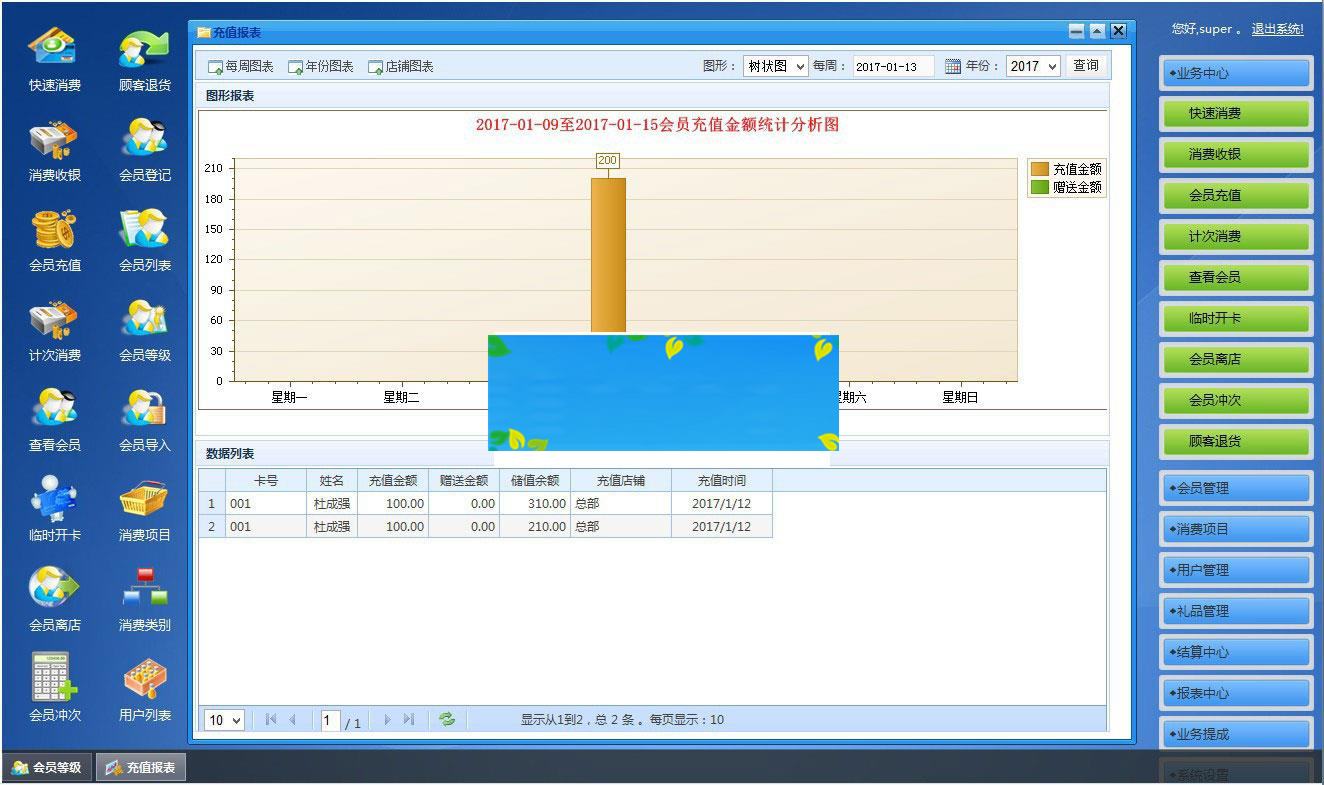 充值报表
您好,super 。 退出系统!
快速消费
顾客退货
消费收银
会员登记
会员充值
会员列表
计次消费
会员等级
查看会员
会员导入
临时开卡
消费项目
会员离店
消费类别
会员冲次
用户列表
每周图表 年份图表 店铺图表 图形： 树状图 每周： 2017-01-13 年份： 2017 查询
图形报表
2017-01-09至2017-01-15会员充值金额统计分析图
200
充值金额
赠送金额
210
180
150
120
90
60
30
0
星期一 星期二 期六 星期日
数据列表
卡号 姓名 充值金额 赠送金额 储值余额 充值店铺 充值时间
1 001 杜成强 100.00 0.00 310.00 总部 2017/1/12
2 001 杜成强 100.00 0.00 210.00 总部 2017/1/12
10 1 / 1 显示从1到2，总 2 条 。每页显示：10
业务中心
快速消费
消费收银
会员充值
计次消费
查看会员
临时开卡
会员离店
会员冲次
顾客退货
会员管理
消费项目
用户管理
礼品管理
结算中心
报表中心
业务提成
系统设置
会员等级 充值报表